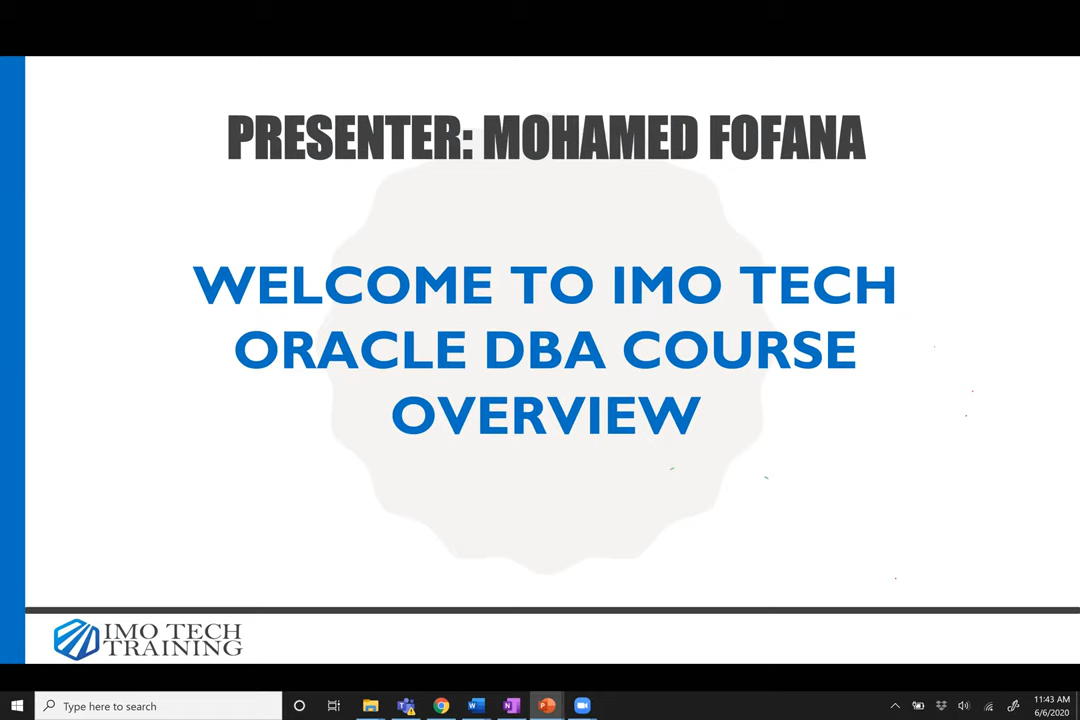 PRESENTER: MOHAMED FOFANA
WELCOME TO IMO TECH
ORACLE DBA COURSE
OVERVIEW
IMO TECH
TRAINING
Type here to search
11:43 AM
6/6/2020